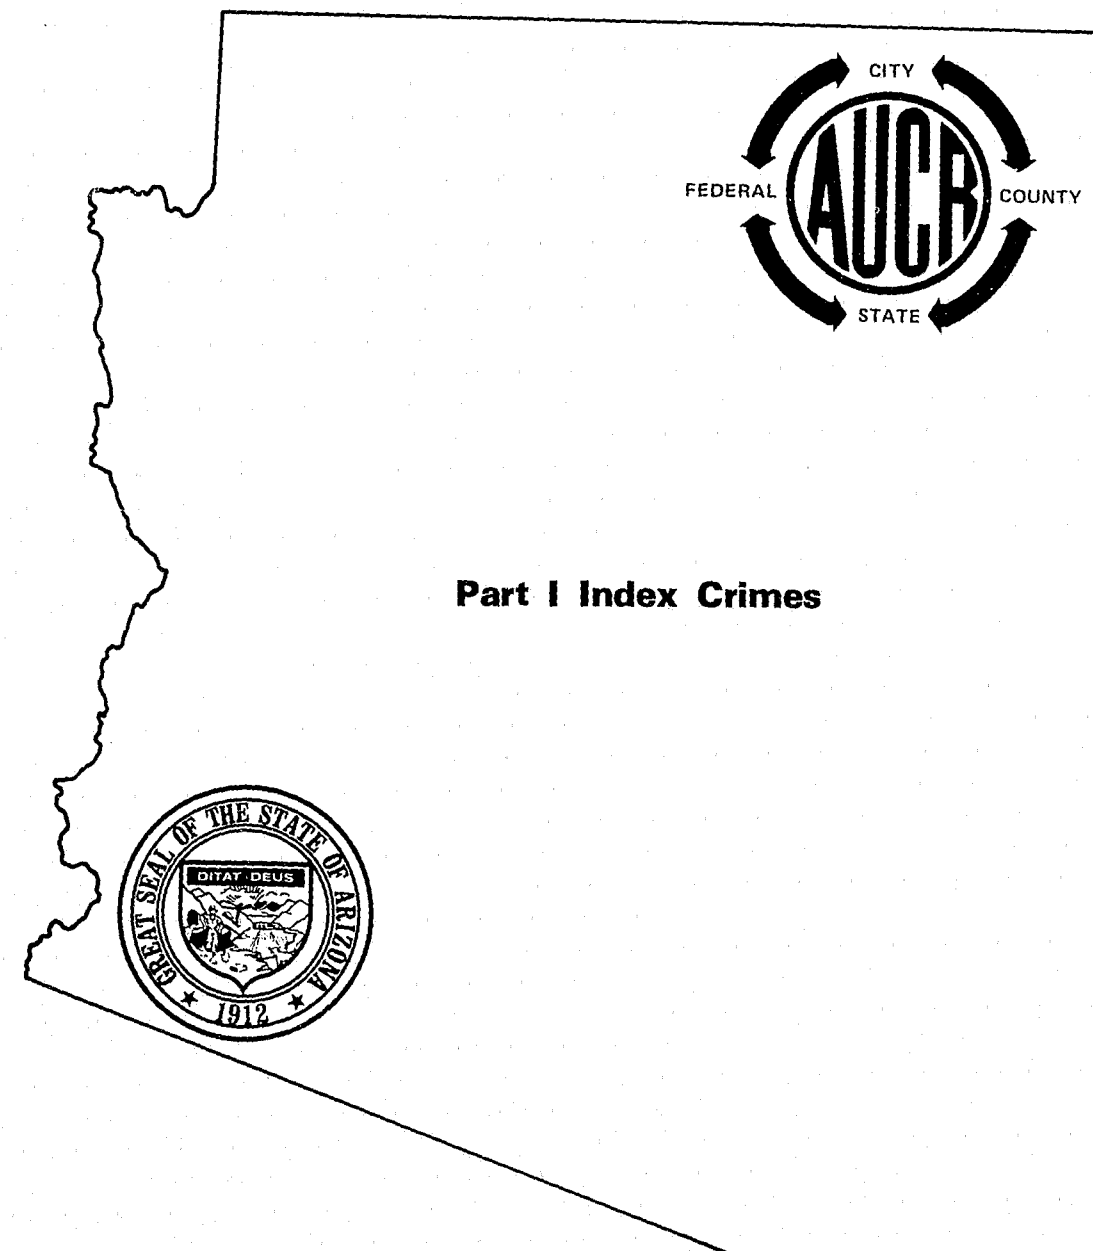 CITY
AUCR
FEDERAL
COUNTY
STATE
Part I Index Crimes
GREAT SEAL OF THE STATE OF ARIZONA
DITAT DEUS
1912